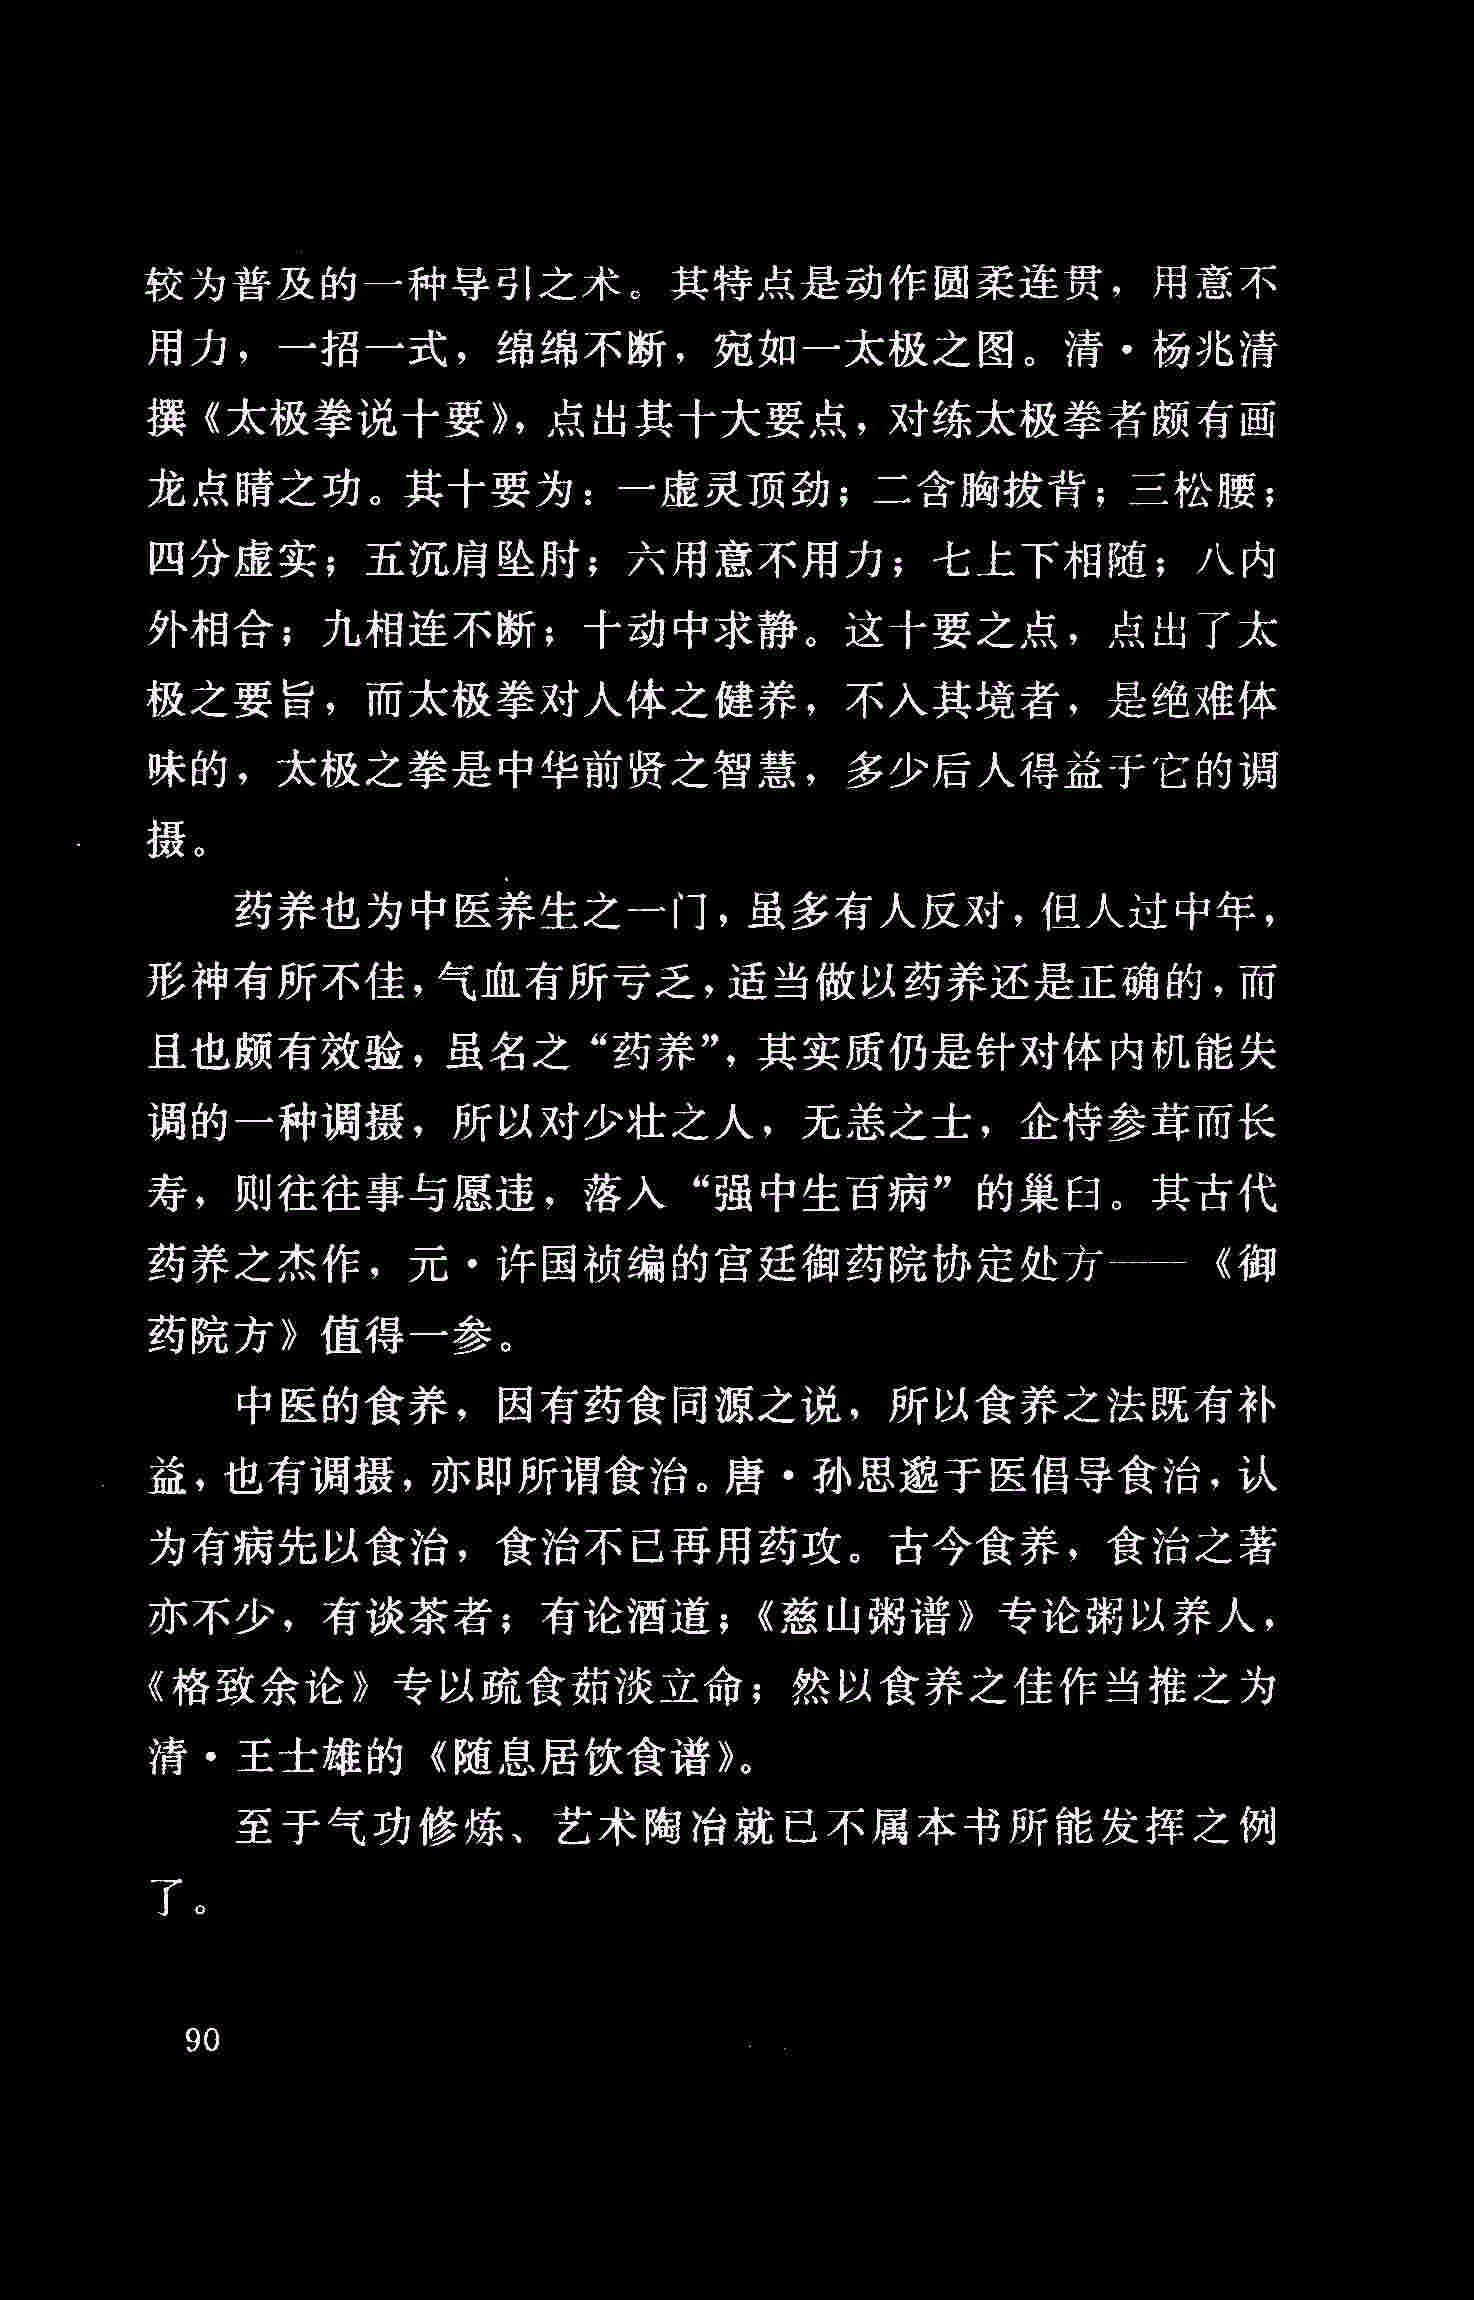 较为普及的一种导引之术。其特点是动作圆柔连贯，用意不
用力，一招一式，绵绵不断，宛如一太极之图。清·杨兆清
撰《太极拳说十要》，点出其十大要点，对练太极拳者颇有画
龙点睛之功。其十要为：一虚灵顶劲；二含胸拔背；三松腰；
四分虚实；五沉肩坠肘；六用意不用力；七上下相随；八内
外相合；九相连不断；十动中求静。这十要之点，点出了太
极之要旨，而太极拳对人体之健养，不入其境者，是绝难体
味的，太极之拳是中华前贤之智慧，多少后人得益于它的调
摄。
药养也为中医养生之一门，虽多有人反对，但人过中年，
形神有所不佳，气血有所亏乏，适当做以药养还是正确的，而
且也颇有效验，虽名之“药养”，其实质仍是针对体内机能失
调的一种调摄，所以对少壮之人，无恙之士，企恃参茸而长
寿，则往往事与愿违，落入“强中生百病”的巢臼。其古代
药养之杰作，元·许国祯编的宫廷御药院协定处方——《御
药院方》值得一参。
中医的食养，因有药食同源之说，所以食养之法既有补
益，也有调摄，亦即所谓食治。唐·孙思邈于医倡导食治，认
为有病先以食治，食治不已再用药攻。古今食养，食治之著
亦不少，有谈茶者；有论酒道；《慈山粥谱》专论粥以养人，
《格致余论》专以疏食茹淡立命；然以食养之佳作当推之为
清·王士雄的《随息居饮食谱》。
至于气功修炼、艺术陶冶就已不属本书所能发挥之例
了。
90